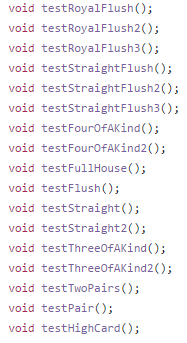 void testRoyalFlush();
void testRoyalFlush2();
void testRoyalFlush3();
void testStraightFlush();
void testStraightFlush2();
void testStraightFlush3();
void testFourOfAKind();
void testFourOfAKind2();
void testFullHouse();
void testFlush();
void testStraight();
void testStraight2();
void testThreeOfAKind();
void testThreeOfAKind2();
void testTwoPairs();
void testPair();
void testHighCard();